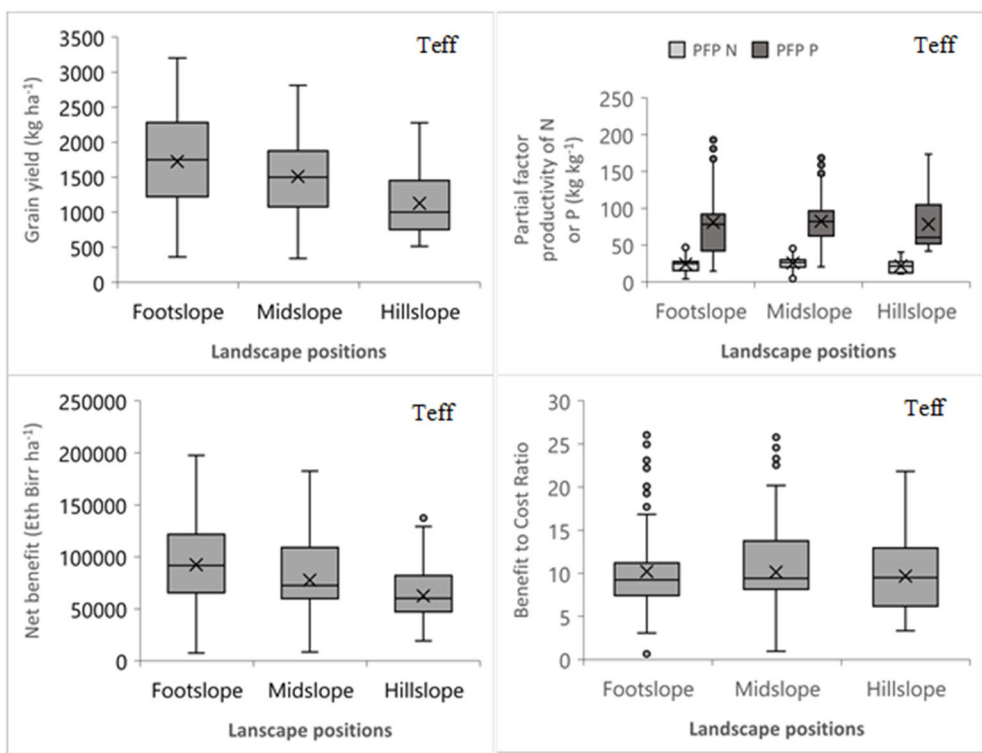 Teff
Grain yield (kg ha⁻¹)
3500
3000
2500
2000
1500
1000
500
0
Footslope Midslope Hillslope
Landscape positions
PFP N PFP P
Teff
Partial factor
productivity of N
or P (kg kg⁻¹)
250
200
150
100
50
0
Footslope Midslope Hillslope
Landscape positions
Teff
Net benefit (Eth Birr ha⁻¹)
250000
200000
150000
100000
50000
0
Footslope Midslope Hillslope
Lanscape positions
Teff
Benefit to Cost Ratio
30
25
20
15
10
5
0
Footslope Midslope Hillslope
Landscape positions